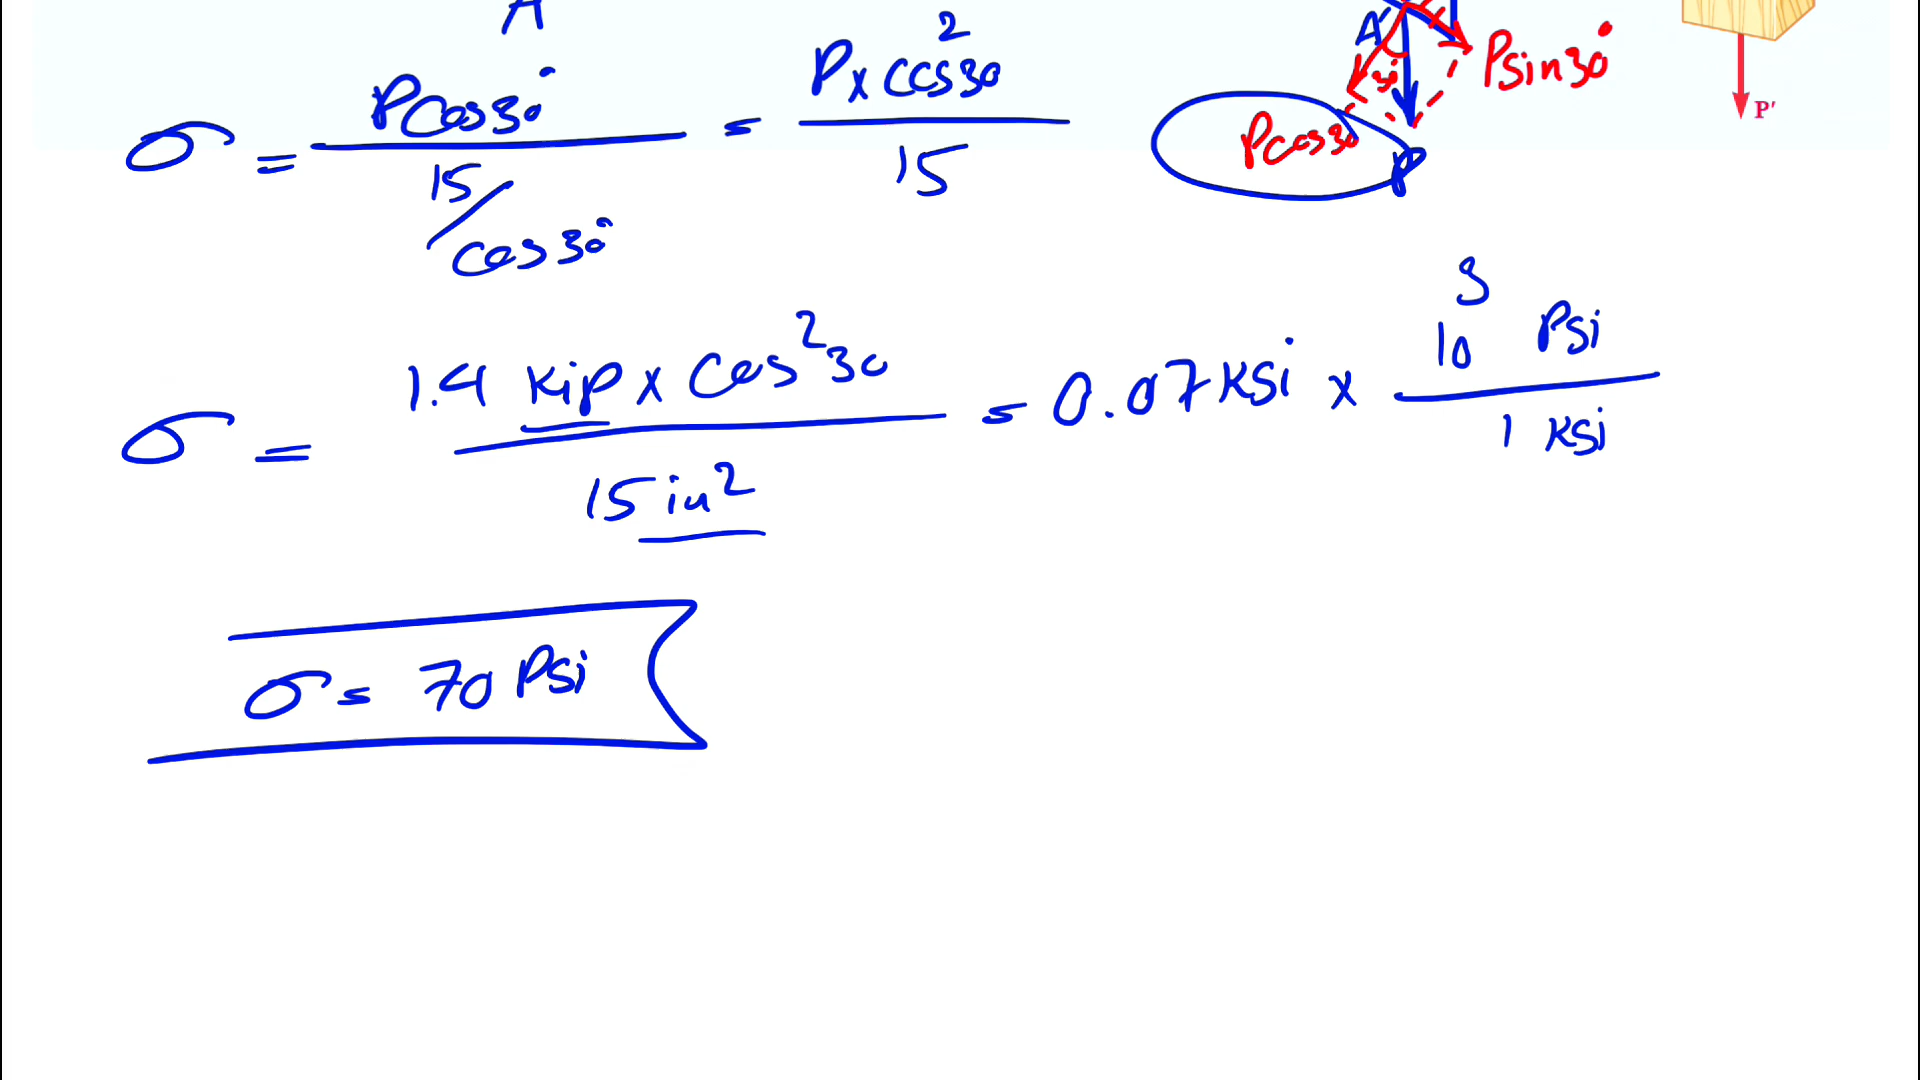 A
σ = Pcos30° / 15/cos30° = P x cos²30 / 15
A' 30 Psin30°
Pcos30 P
P'
σ = 1.4 kip x cos²30 / 15 in² = 0.07 ksi x 10³ Psi / 1 ksi
σ = 70 Psi